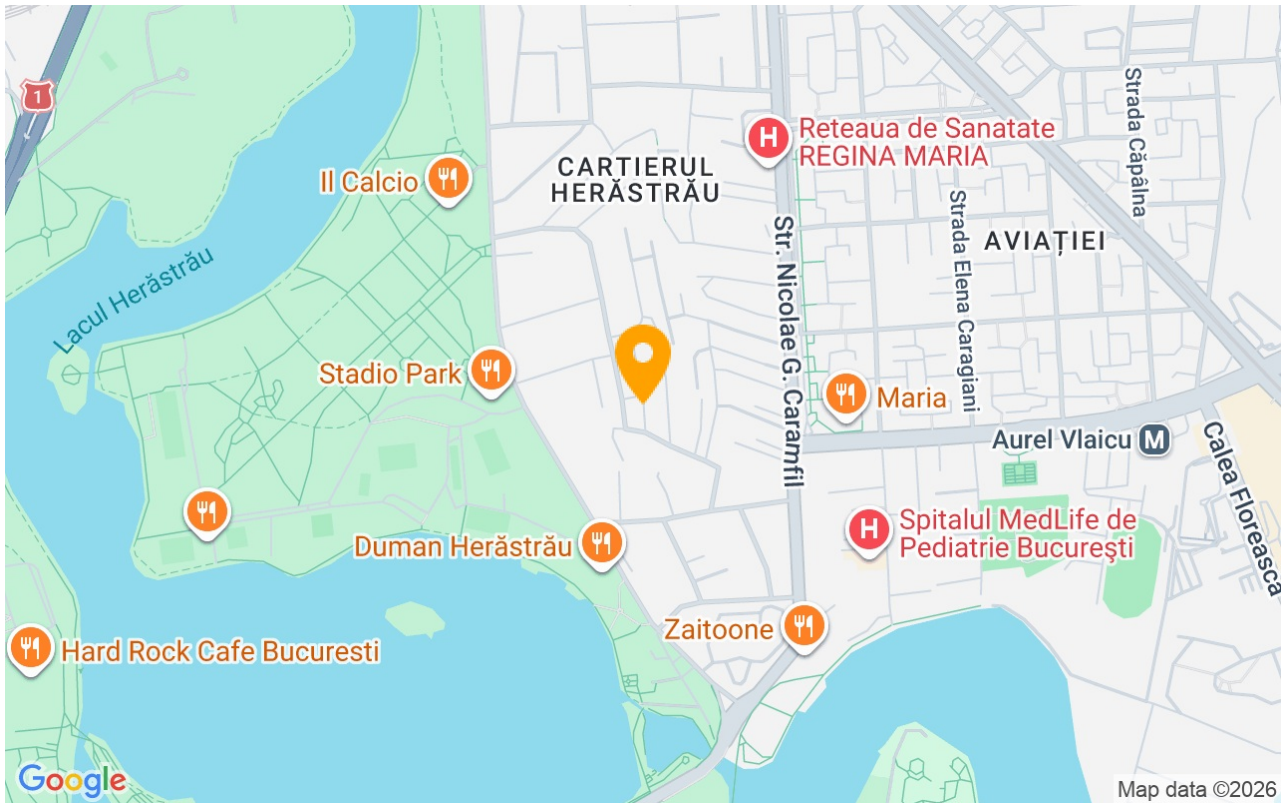 1
Strada Căpâlna
Reteaua de Sanatate
REGINA MARIA
CARTIERUL
HERĂSTRĂU
Il Calcio
Strada Elena Caragiani
AVIAȚIEI
Str. Nicolae G. Caramfil
Lacul Herăstrău
Stadio Park
Maria
Aurel Vlaicu
M
Calea Florească
H
H
Spitalul MedLife de
Pediatrie Bucureşti
Duman Herăstrău
Zaitoone
Hard Rock Cafe Bucuresti
Google
Map data ©2026